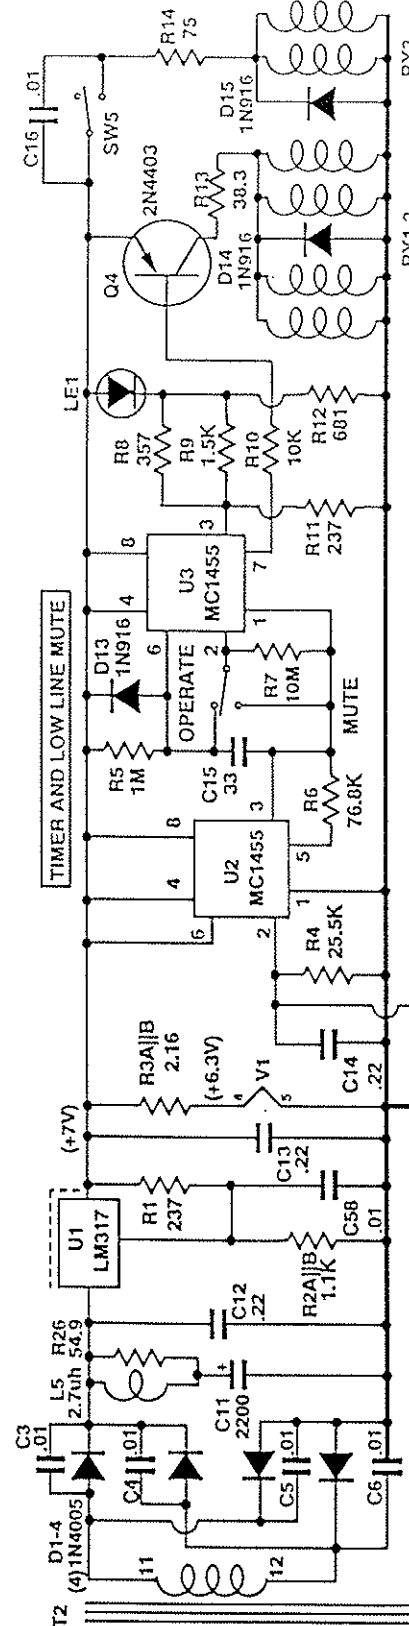 T2
D1-4
(4) 1N4005
11
12
C3
.01
C4
.01
C5
.01
C6
.01
L5
2.7uh
R26
54.9
C11
2200
+
C12
.22
U1
LM317
R1
237
R2A||B
1.1K
C58
.01
(+7V)
C13
.22
R3A||B
2.16
(+6.3V)
V1
4
5
C14
.22
R4
25.5K
TIMER AND LOW LINE MUTE
6
4
8
U2
MC1455
2
1
5
3
R5
1M
D13
1N916
C15
33
R6
76.8K
OPERATE
MUTE
R7
10M
6
4
8
U3
MC1455
2
1
7
3
LE1
R8
357
R9
1.5K
R10
10K
R11
237
R12
681
Q4
2N4403
R13
38.3
D14
1N916
C16
.01
SW5
R14
75
D15
1N916